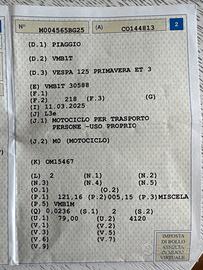 N° M004565BG25 (A) CO144813 2
(D.1) PIAGGIO
(D.2) VMB1T
(D.3) VESPA 125 PRIMAVERA ET 3
(E) VMB1T 30588
(F.1)
(F.2) 218 (F.3) (G)
(I) 11.03.2025
(J) L3e
(J.1) MOTOCICLO PER TRASPORTO
PERSONE -USO PROPRIO
(J.2) MO (MOTOCICLO)
(K) OM15467
(L) 2 (N.1) (N.2)
(N.3) (N.4) (N.5)
(O.1) (O.2)
(P.1) 121,16 (P.2) 005,15 (P.3) MISCELA
(P.5) VMB1M
(Q) 0,0236 (S.1) 2 (S.2)
(U.1) 79,00 (U.2) 4120
(V.1) (V.2)
(V.3) (V.5) (V.6)
(V.7)
(V.9)
IMPOSTA
DI BOLLO
ASSOLTA
IN MODO
VIRTUALE